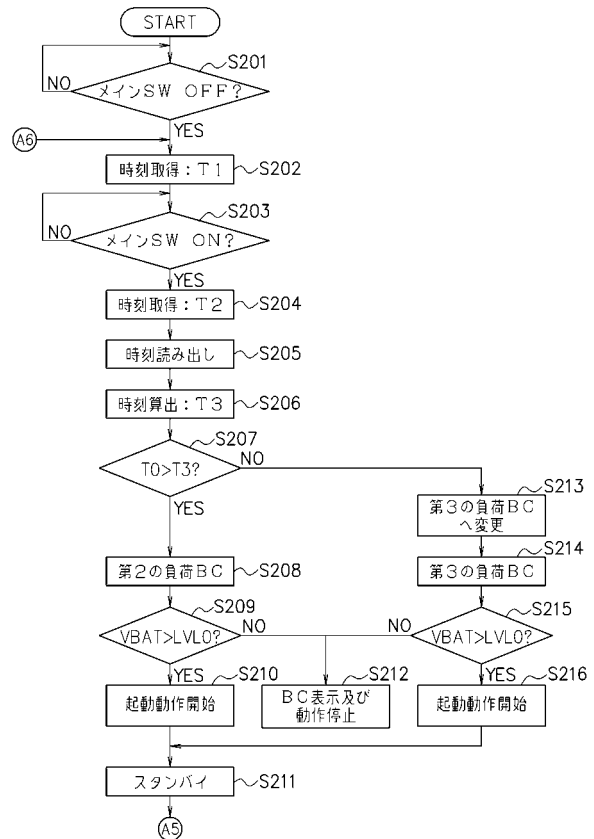 START
S201
NO
メインSW OFF?
YES
A6
時刻取得:T1
S202
S203
NO
メインSW ON?
YES
時刻取得:T2
S204
時刻読み出し
S205
時刻算出:T3
S206
S207
T0>T3?
NO
YES
S213
第3の負荷BC
へ変更
S214
第2の負荷BC
S208
第3の負荷BC
S209
S215
VBAT>LVL0?
NO
NO
VBAT>LVL0?
YES
S210
S212
YES
S216
起動動作開始
BC表示及び
動作停止
起動動作開始
スタンバイ
S211
A5